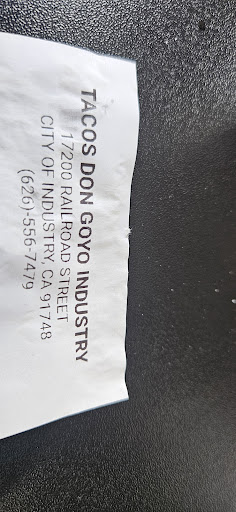 TACOS DON GOYO INDUSTRY
17200 RAILROAD STREET
CITY OF INDUSTRY, CA 91748
(626)-556-7479